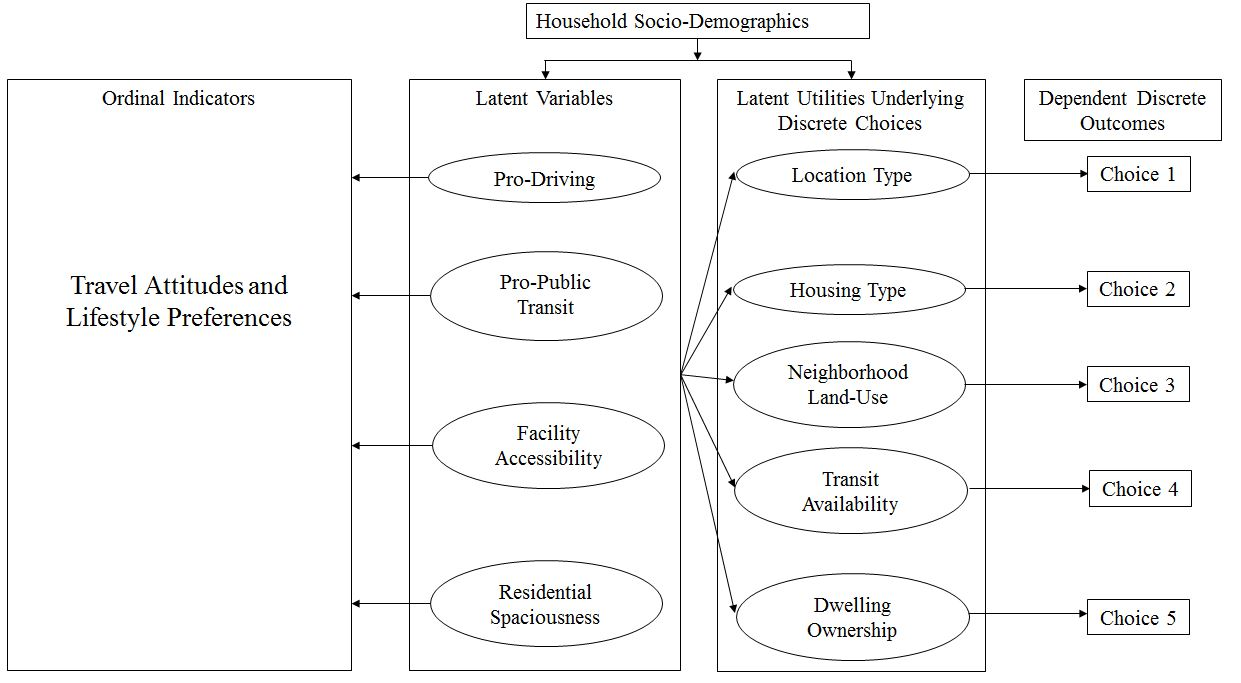 Household Socio-Demographics
Ordinal Indicators
Travel Attitudes and
Lifestyle Preferences
Latent Variables
Pro-Driving
Pro-Public
Transit
Facility
Accessibility
Residential
Spaciousness
Latent Utilities Underlying
Discrete Choices
Location Type
Housing Type
Neighborhood
Land-Use
Transit
Availability
Dwelling
Ownership
Dependent Discrete
Outcomes
Choice 1
Choice 2
Choice 3
Choice 4
Choice 5